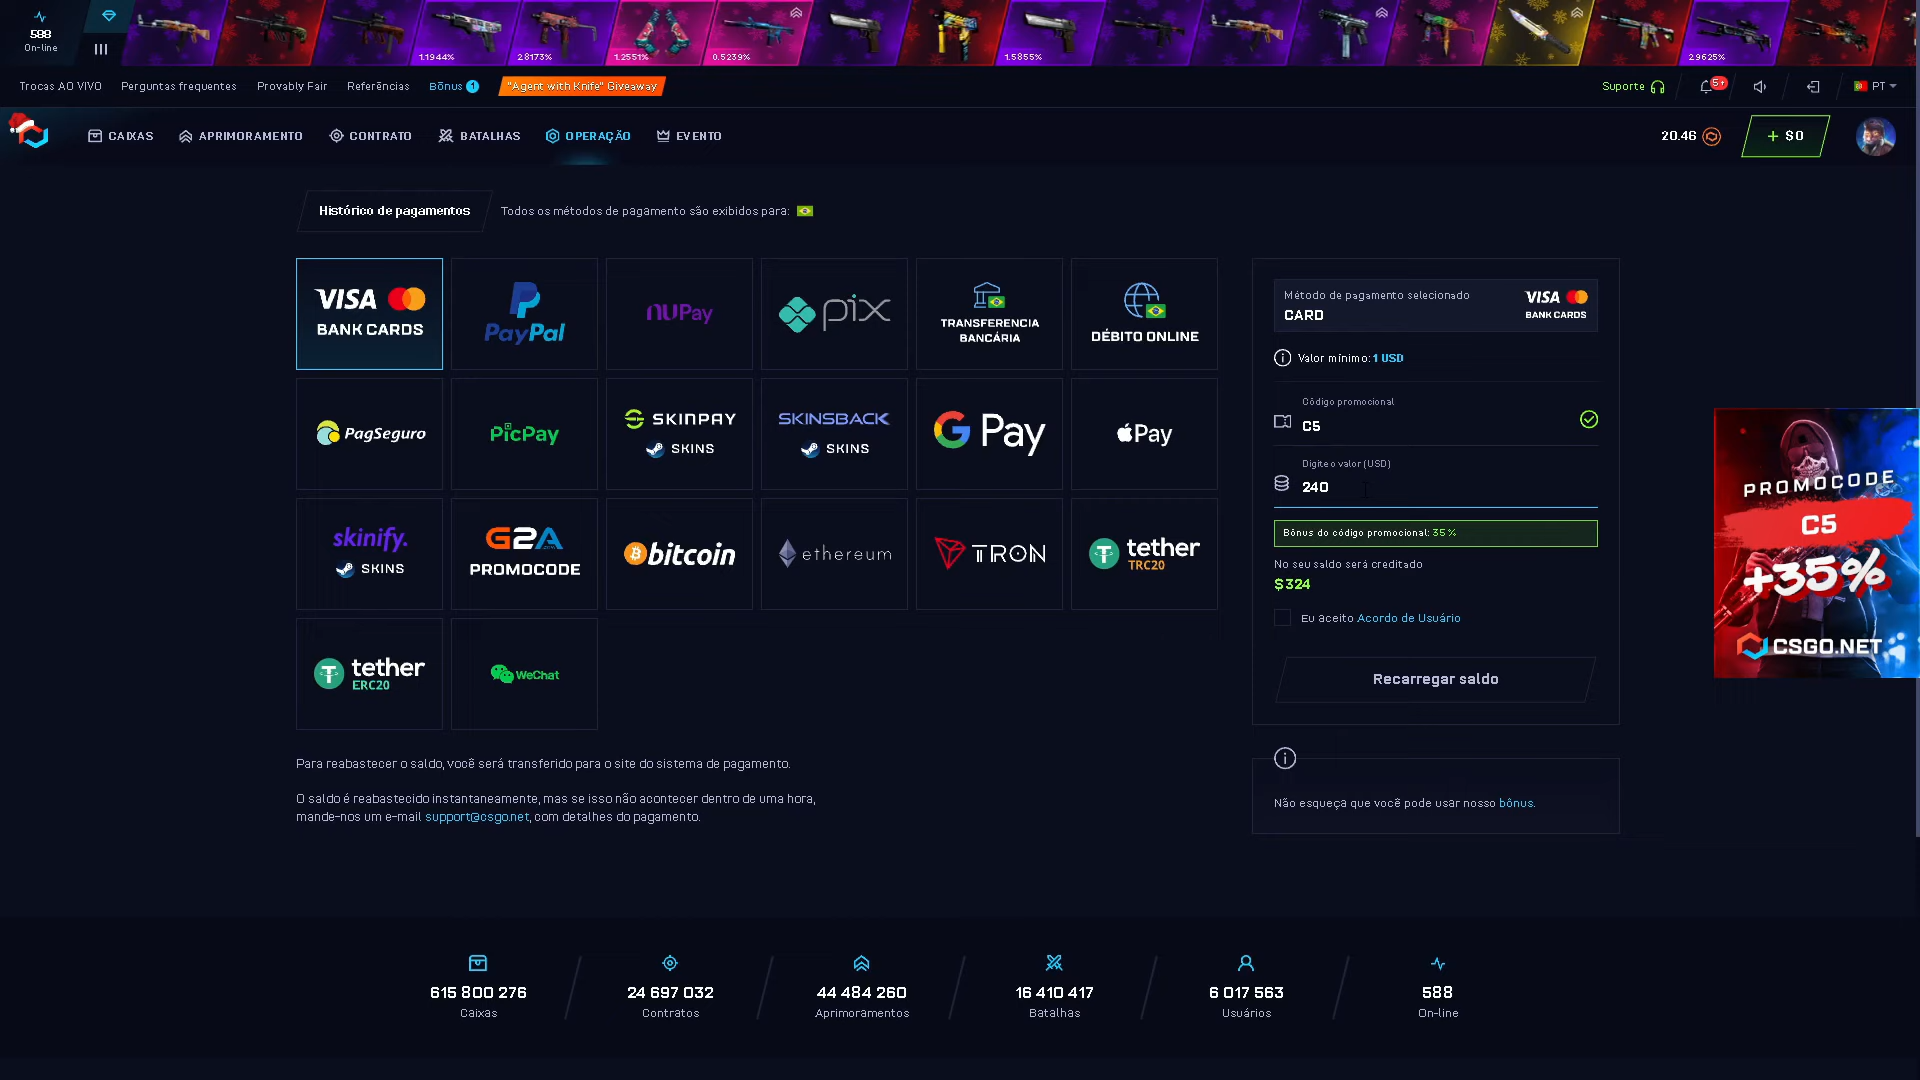 588
On-line
1.1944%
2.8173%
1.2551%
0.5239%
1.5855%
2.9625%
Trocas AO VIVO
Perguntas frequentes
Provably Fair
Referências
Bônus 1
"Agent with Knife" Giveaway
Suporte
5+
PT
CAIXAS
APRIMORAMENTO
CONTRATO
BATALHAS
OPERAÇÃO
EVENTO
20.46
+ $0
Histórico de pagamentos
Todos os métodos de pagamento são exibidos para:
VISA
BANK CARDS
PayPal
nuPay
pix
TRANSFERENCIA
BANCÁRIA
DÉBITO ONLINE
PagSeguro
PicPay
SKINPAY
SKINS
SKINSBACK
SKINS
G Pay
Pay
skinify.
SKINS
G2A
PROMOCODE
bitcoin
ethereum
TRON
tether
TRC20
tether
ERC20
WeChat
Método de pagamento selecionado
CARD
VISA
BANK CARDS
Valor mínimo: 1 USD
Código promocional
C5
Digite o valor (USD)
240
Bônus do código promocional: 35 %
No seu saldo será creditado
$324
Eu aceito Acordo de Usuário
Recarregar saldo
Não esqueça que você pode usar nosso bônus.
PROMOCODE
C5
+35%
CSGO.NET
Para reabastecer o saldo, você será transferido para o site do sistema de pagamento.
O saldo é reabastecido instantaneamente, mas se isso não acontecer dentro de uma hora,
mande-nos um e-mail support@csgo.net, com detalhes do pagamento.
615 800 276
Caixas
24 697 032
Contratos
44 484 260
Aprimoramentos
16 410 417
Batalhas
6 017 563
Usuários
588
On-line